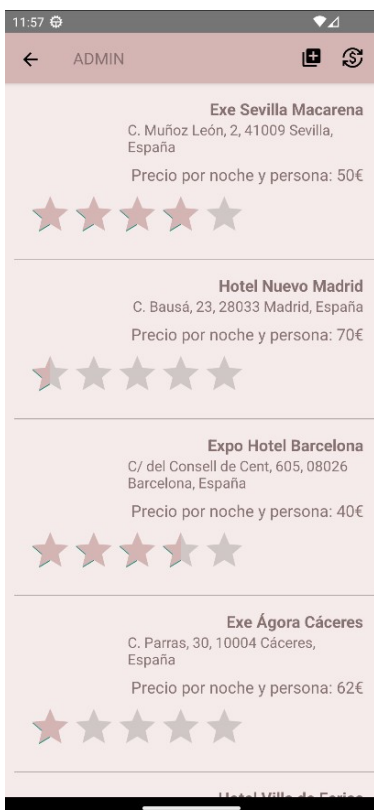 11:57
ADMIN
Exe Sevilla Macarena
C. Muñoz León, 2, 41009 Sevilla,
España
Precio por noche y persona: 50€
Hotel Nuevo Madrid
C. Bausá, 23, 28033 Madrid, España
Precio por noche y persona: 70€
Expo Hotel Barcelona
C/ del Consell de Cent, 605, 08026
Barcelona, España
Precio por noche y persona: 40€
Exe Ágora Cáceres
C. Parras, 30, 10004 Cáceres,
España
Precio por noche y persona: 62€